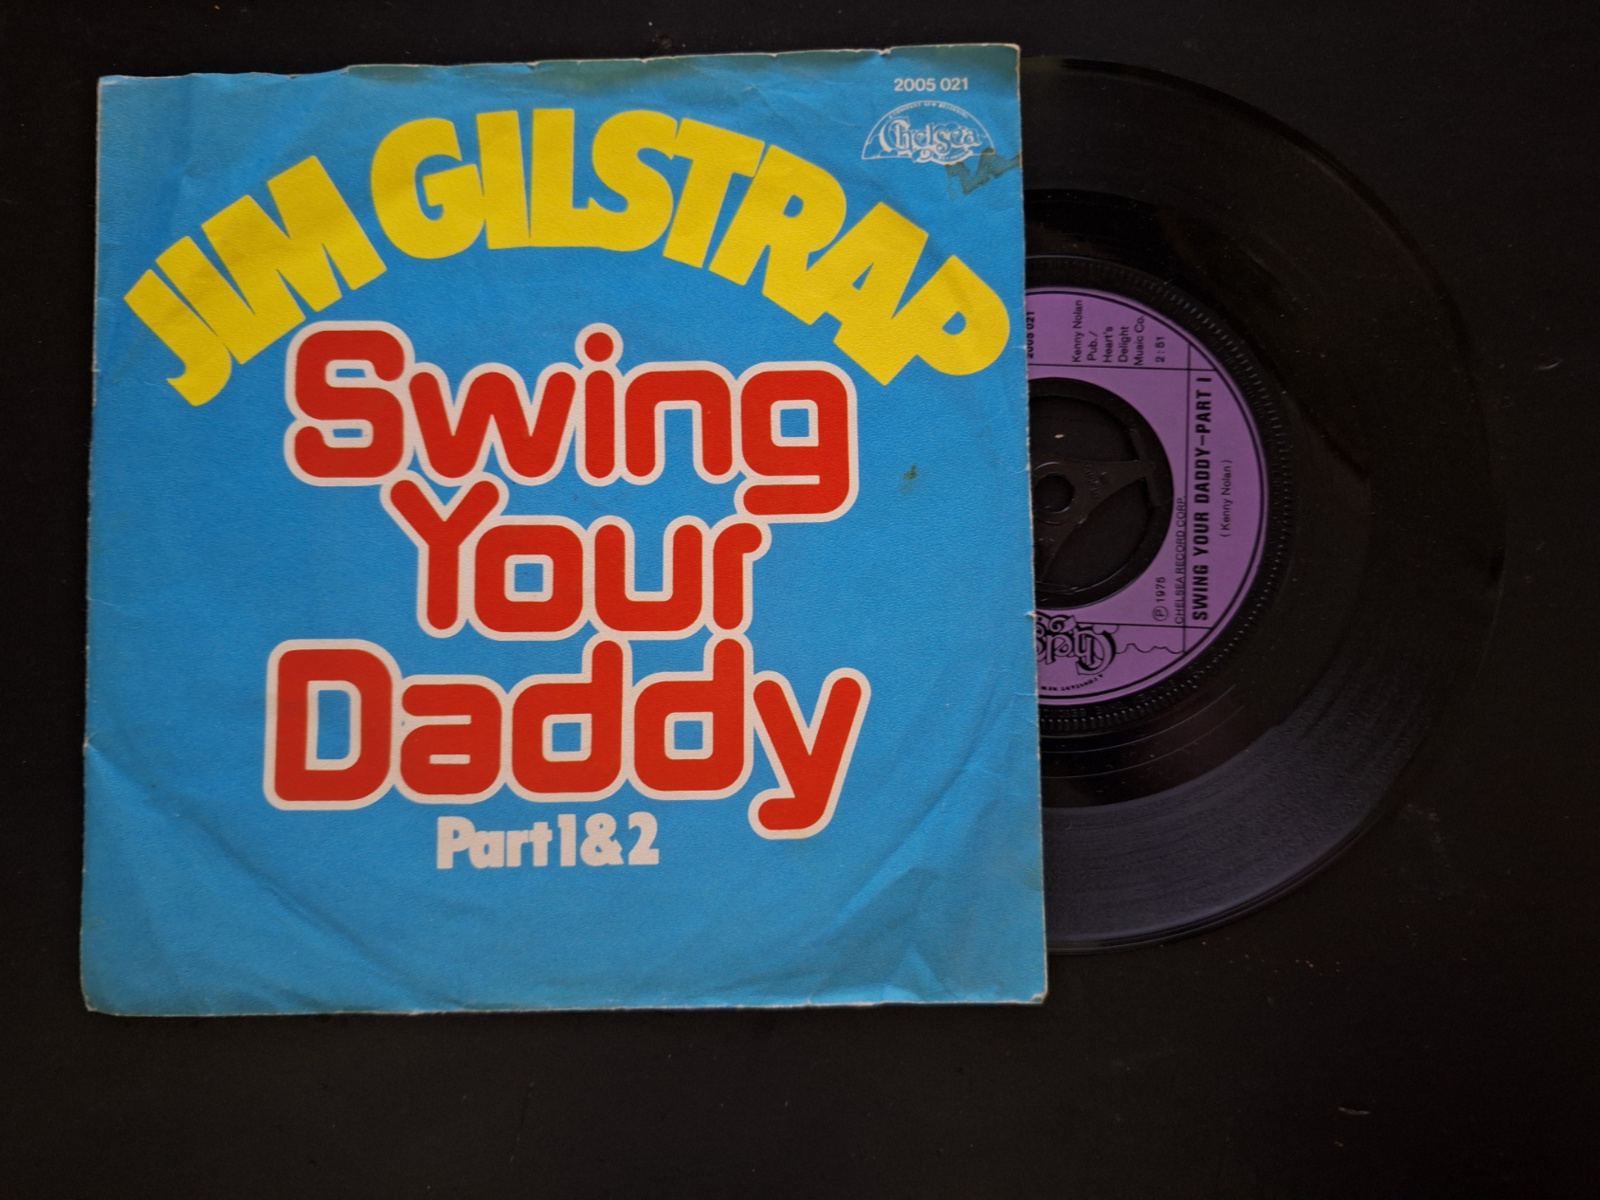 2005 021
Chelsea
JIM GILSTRAP
Swing
Your
Daddy
Part 1 & 2
2005 021
Kenny Nolan
Pub./
Heart's
Delight
Music Co.
2:51
SWING YOUR DADDY–PART I
(Kenny Nolan)
℗ 1975
CHELSEA RECORD CORP.
Chelsea